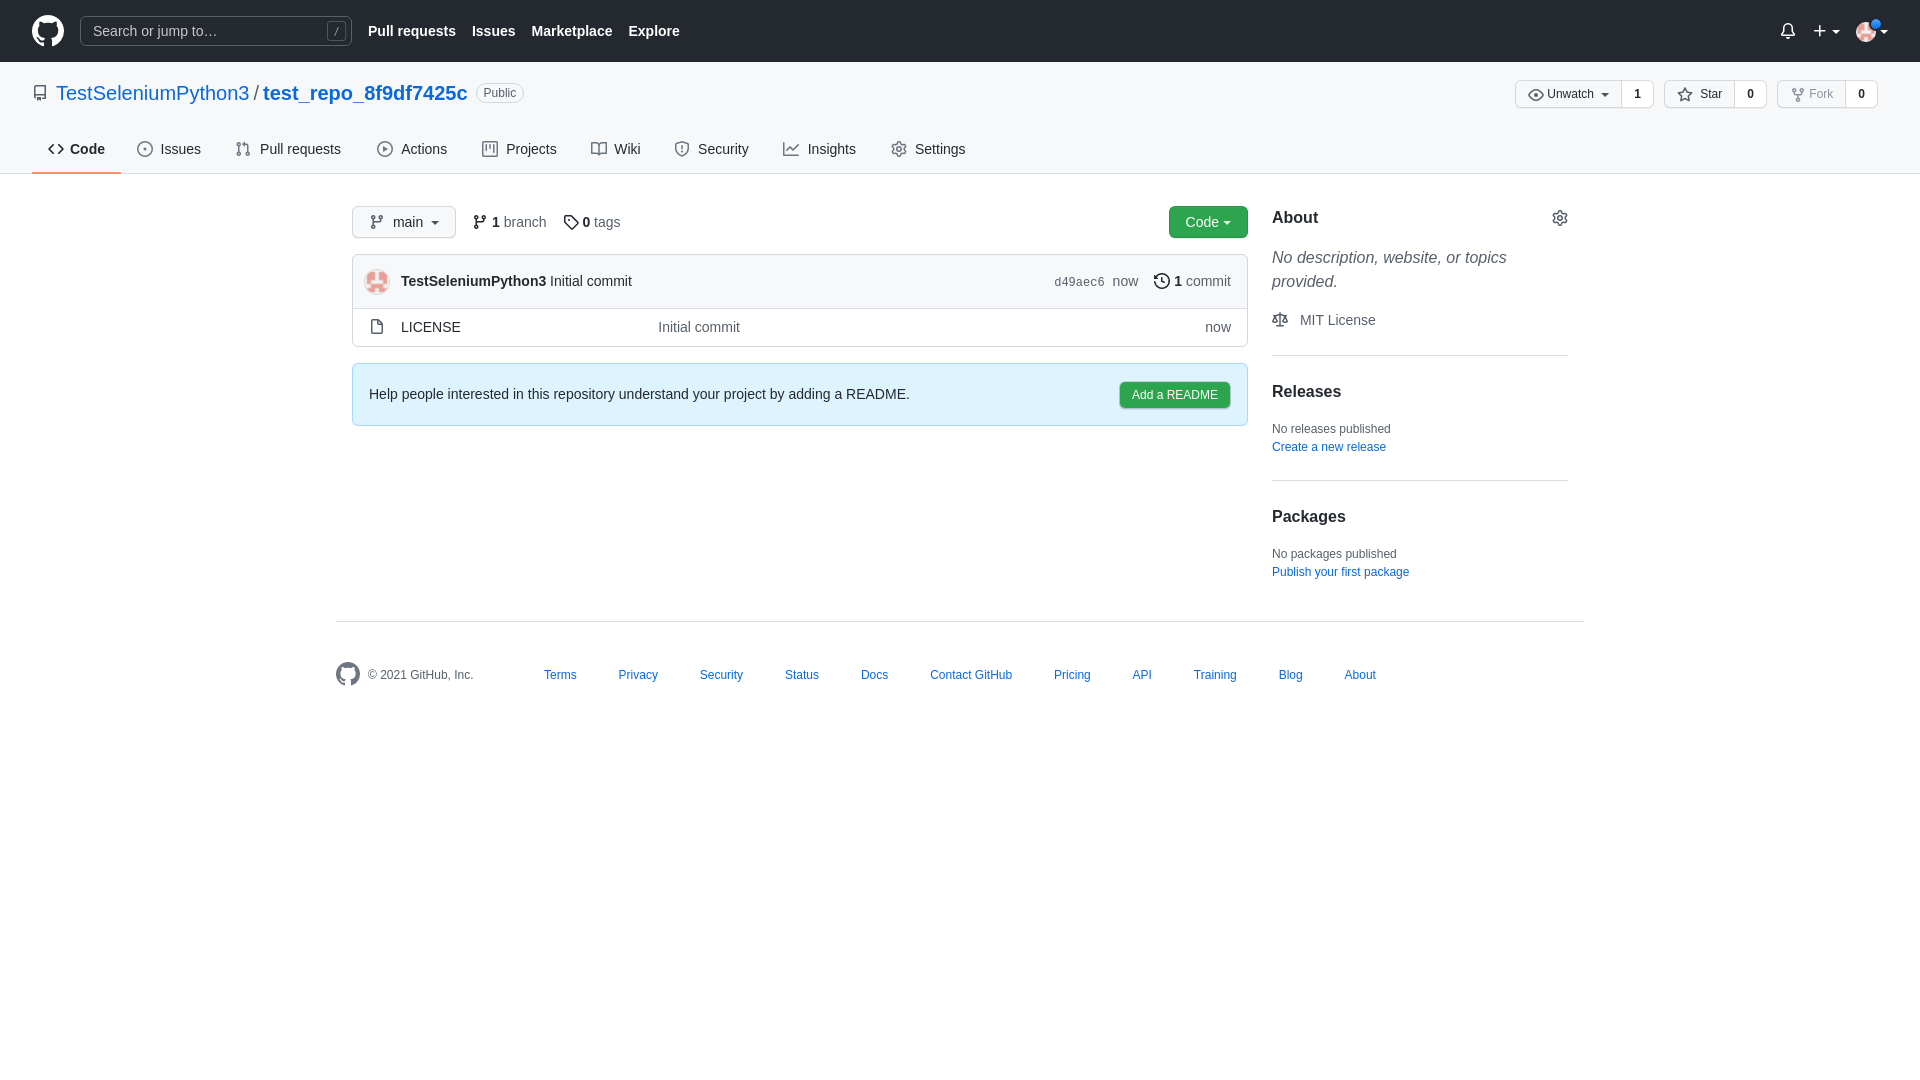 Search or jump to… /
Pull requests Issues Marketplace Explore
TestSeleniumPython3 / test_repo_8f9df7425c Public
Unwatch 1 Star 0 Fork 0
Code Issues Pull requests Actions Projects Wiki Security Insights Settings
main 1 branch 0 tags Code
TestSeleniumPython3 Initial commit d49aec6 now 1 commit
LICENSE Initial commit now
Help people interested in this repository understand your project by adding a README. Add a README
About
No description, website, or topics
provided.
MIT License
Releases
No releases published
Create a new release
Packages
No packages published
Publish your first package
© 2021 GitHub, Inc. Terms Privacy Security Status Docs Contact GitHub Pricing API Training Blog About